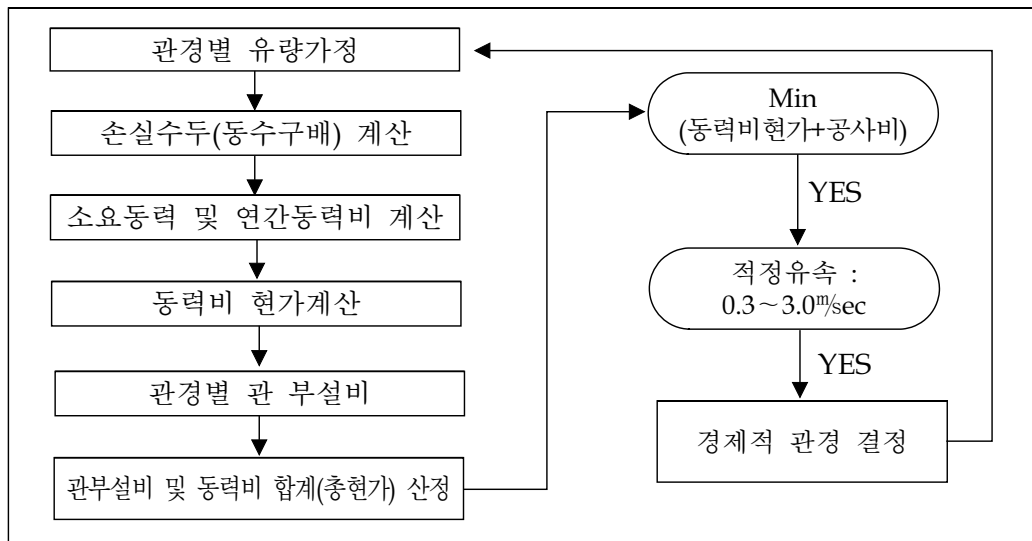 관경별 유량가정
손실수두(동수구배) 계산
소요동력 및 연간동력비 계산
동력비 현가계산
관경별 관 부설비
관부설비 및 동력비 합계(총현가) 산정
Min
(동력비현가+공사비)
YES
적정유속 :
0.3～3.0㎧sec
YES
경제적 관경 결정